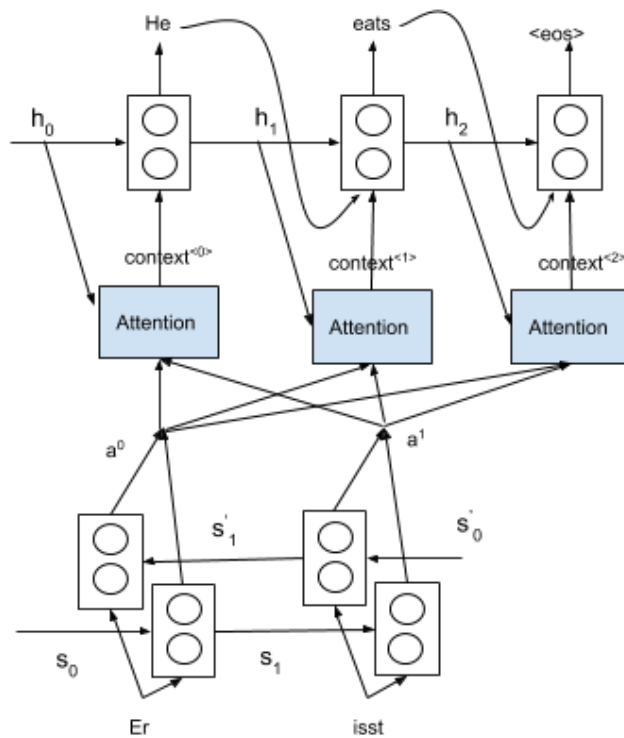 He eats <eos>
h₀ h₁ h₂
context<0> context<1> context<2>
Attention Attention Attention
a⁰ a¹
s'₁ s'₀
s₀ s₁
Er isst